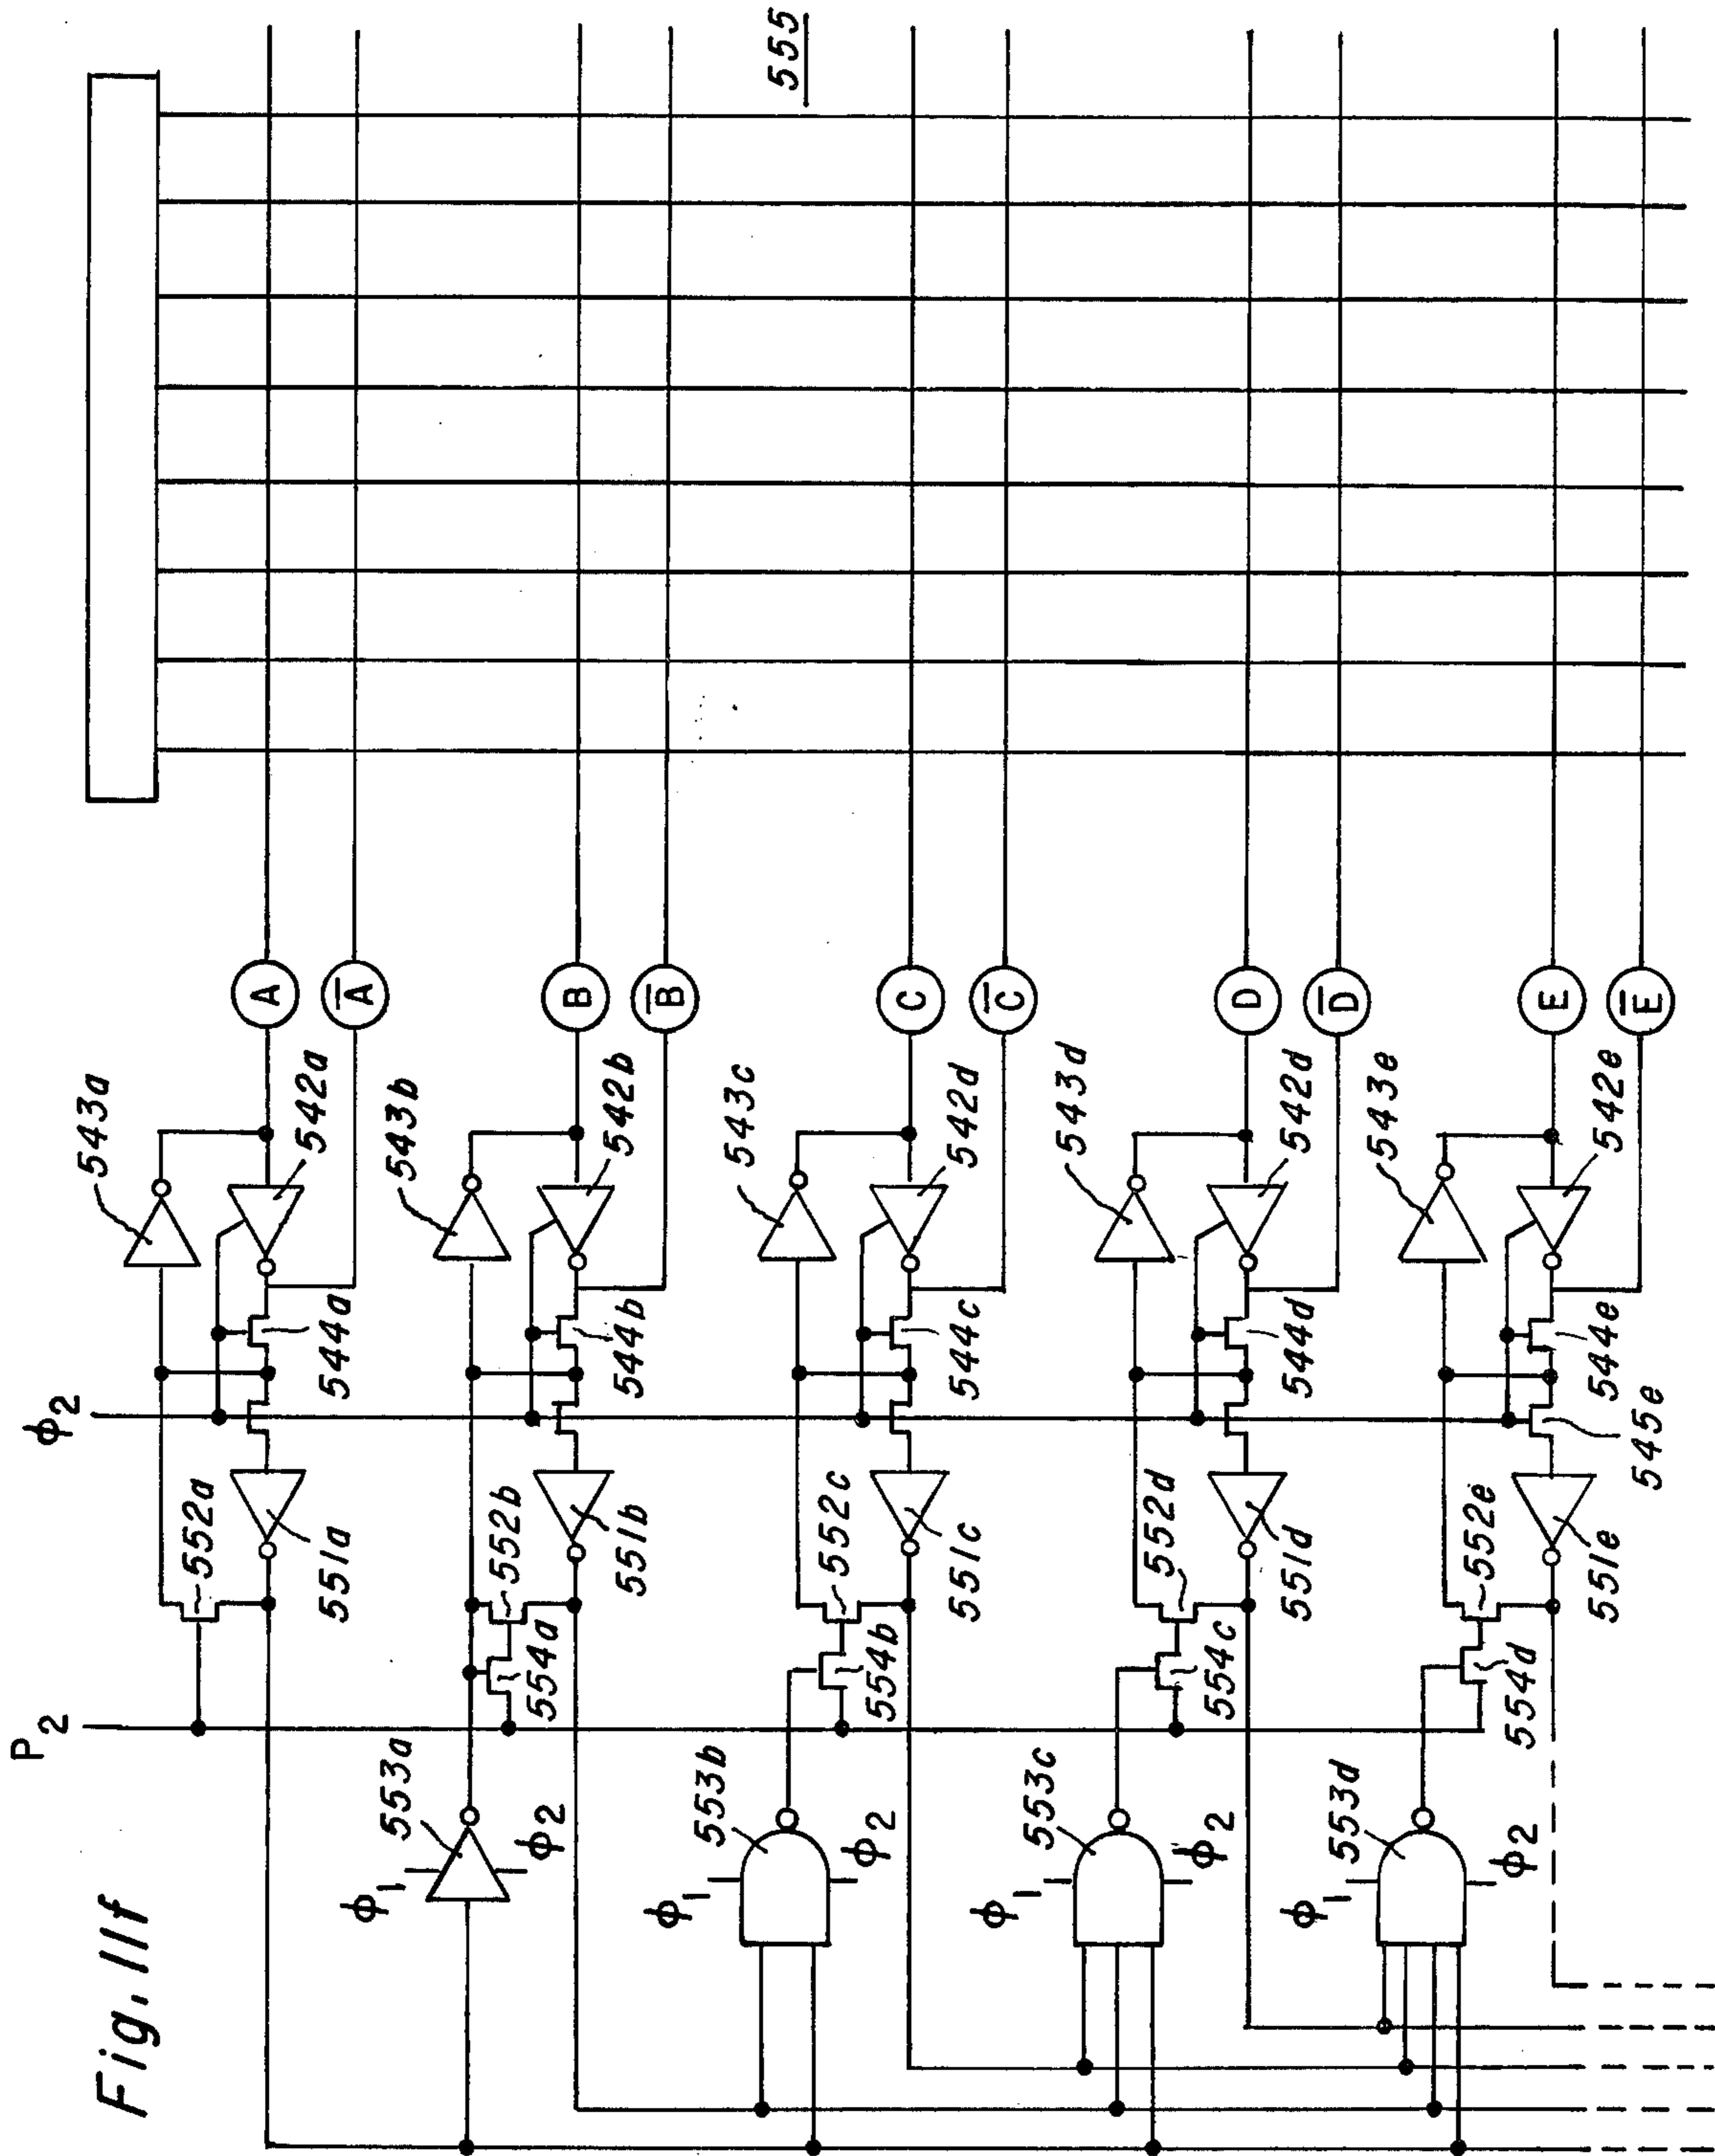 Fig. 11f
P2
ϕ2
555
543a
A
A̅
542a
544a
552a
551a
553a
ϕ1
ϕ2
543b
B
B̅
542b
544b
552b
554a
551b
553b
ϕ1
ϕ2
543c
C
C̅
542d
544c
552c
554b
551c
553c
ϕ1
ϕ2
543d
D
D̅
542d
544d
552d
554c
551d
553d
ϕ1
ϕ2
543e
E
E̅
542e
544e
545e
552e
554d
551e